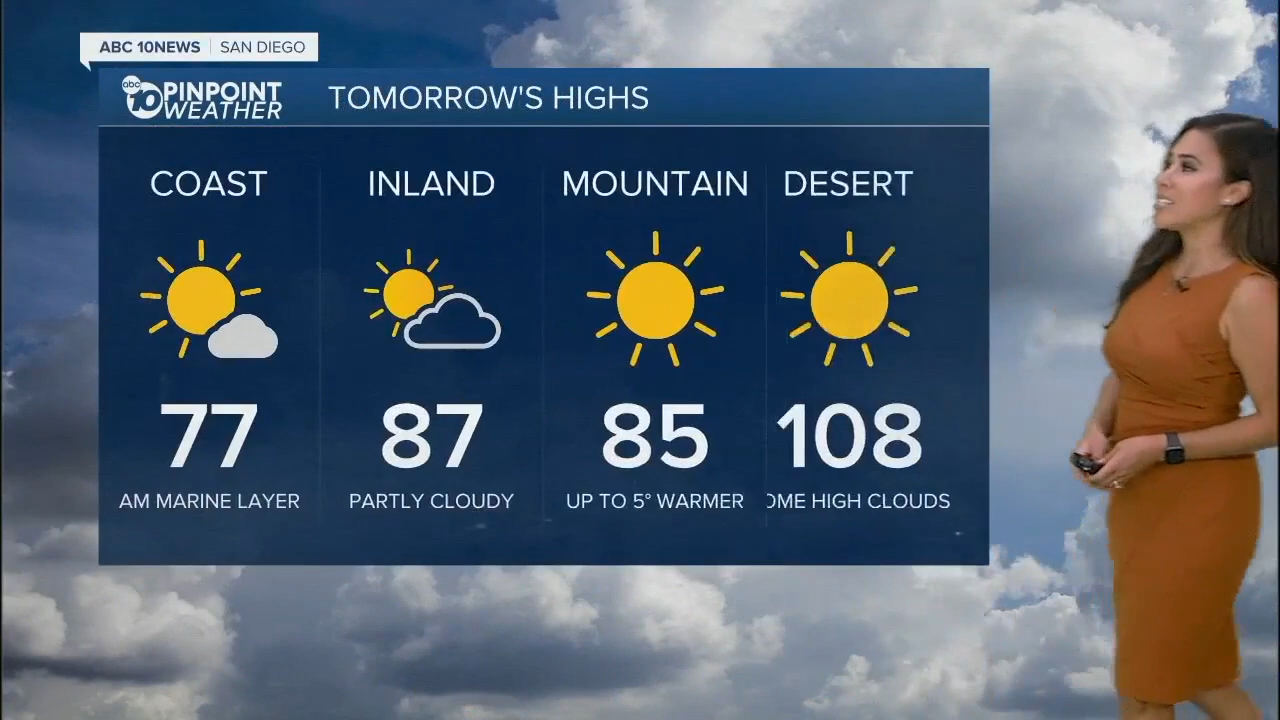 ABC 10NEWS | SAN DIEGO
abc 10 PINPOINT WEATHER
TOMORROW'S HIGHS
COAST
INLAND
MOUNTAIN
DESERT
77
87
85
108
AM MARINE LAYER
PARTLY CLOUDY
UP TO 5° WARMER
OME HIGH CLOUDS